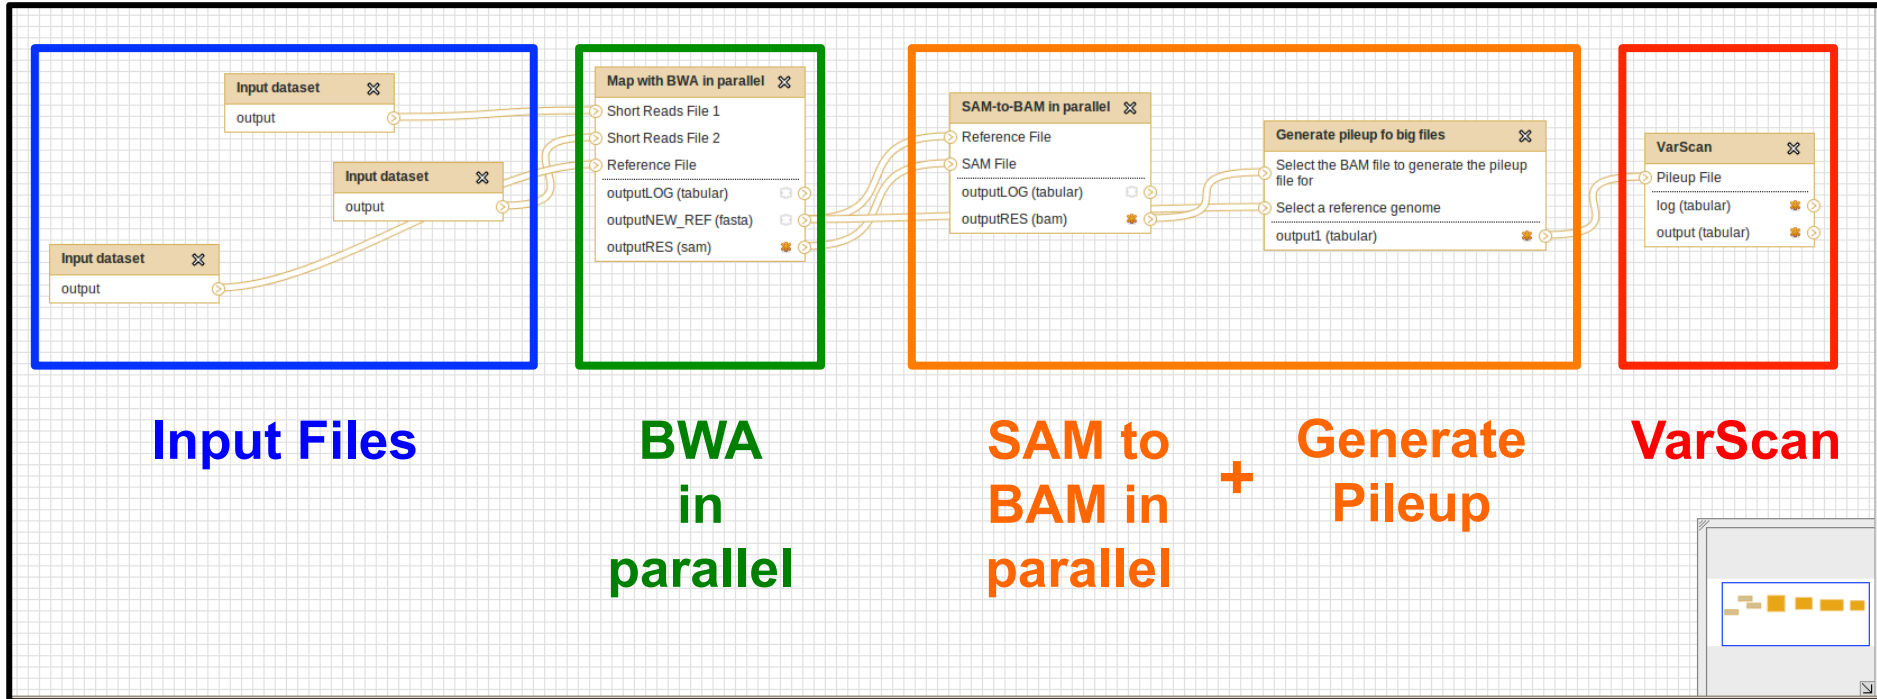 Input dataset
output
Input dataset
output
Input dataset
output
Map with BWA in parallel
Short Reads File 1
Short Reads File 2
Reference File
outputLOG (tabular)
outputNEW_REF (fasta)
outputRES (sam)
SAM-to-BAM in parallel
Reference File
SAM File
outputLOG (tabular)
outputRES (bam)
Generate pileup fo big files
Select the BAM file to generate the pileup
file for
Select a reference genome
output1 (tabular)
VarScan
Pileup File
log (tabular)
output (tabular)
Input Files
BWA
in
parallel
SAM to
BAM in
parallel
+
Generate
Pileup
VarScan